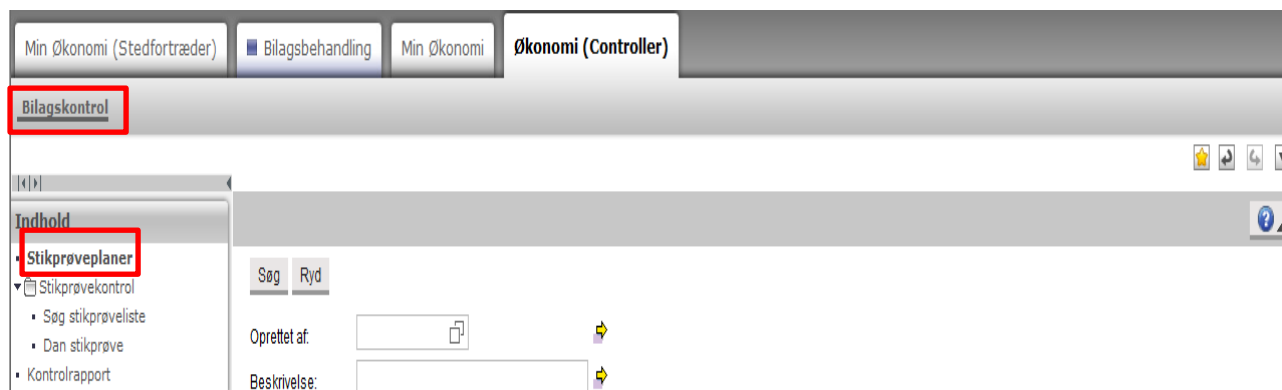 Min Økonomi (Stedfortræder) Bilagsbehandling Min Økonomi Økonomi (Controller)
Bilagskontrol
Indhold
Stikprøveplaner
Stikprøvekontrol
Søg stikprøveliste
Dan stikprøve
Kontrolrapport
Søg Ryd
Oprettet af:
Beskrivelse: